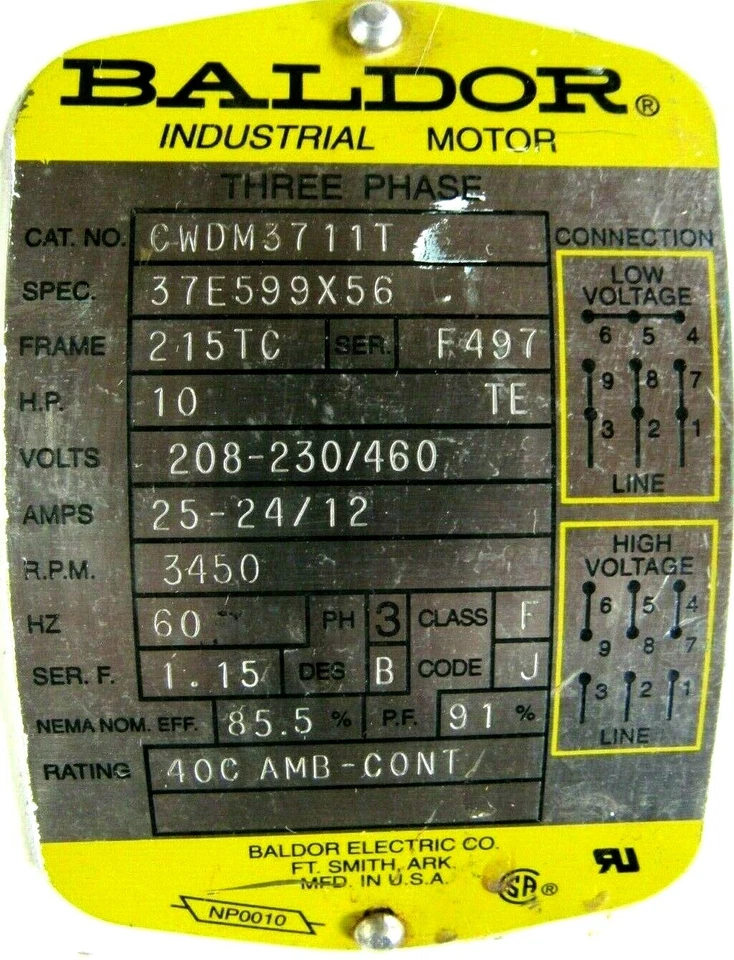 BALDOR®
INDUSTRIAL MOTOR
THREE PHASE
CAT. NO. CWDM3711T
SPEC. 37E599X56
FRAME 215TC SER. F497
H.P. 10 TE
VOLTS 208-230/460
AMPS 25-24/12
R.P.M. 3450
HZ 60 PH 3 CLASS F
SER. F. 1.15 DES B CODE J
NEMA NOM. EFF. 85.5 % P.F. 91 %
RATING 40C AMB-CONT
CONNECTION
LOW
VOLTAGE
6 5 4
9 8 7
3 2 1
LINE
HIGH
VOLTAGE
6 5 4
9 8 7
3 2 1
LINE
BALDOR ELECTRIC CO.
FT. SMITH, ARK.
MFD. IN U.S.A.
SA ®
NP0010